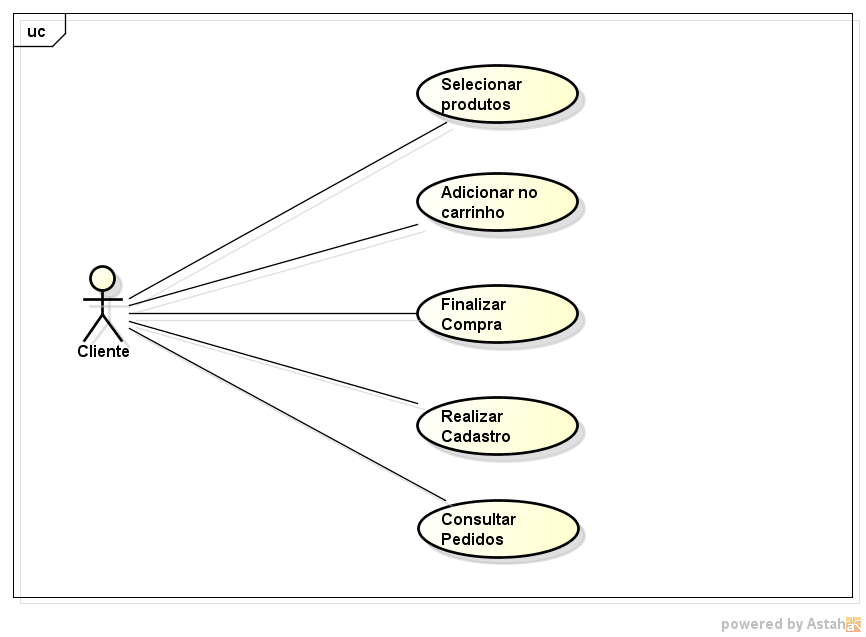 uc
Selecionar
produtos
Adicionar no
carrinho
Finalizar
Compra
Cliente
Realizar
Cadastro
Consultar
Pedidos
powered by Astah